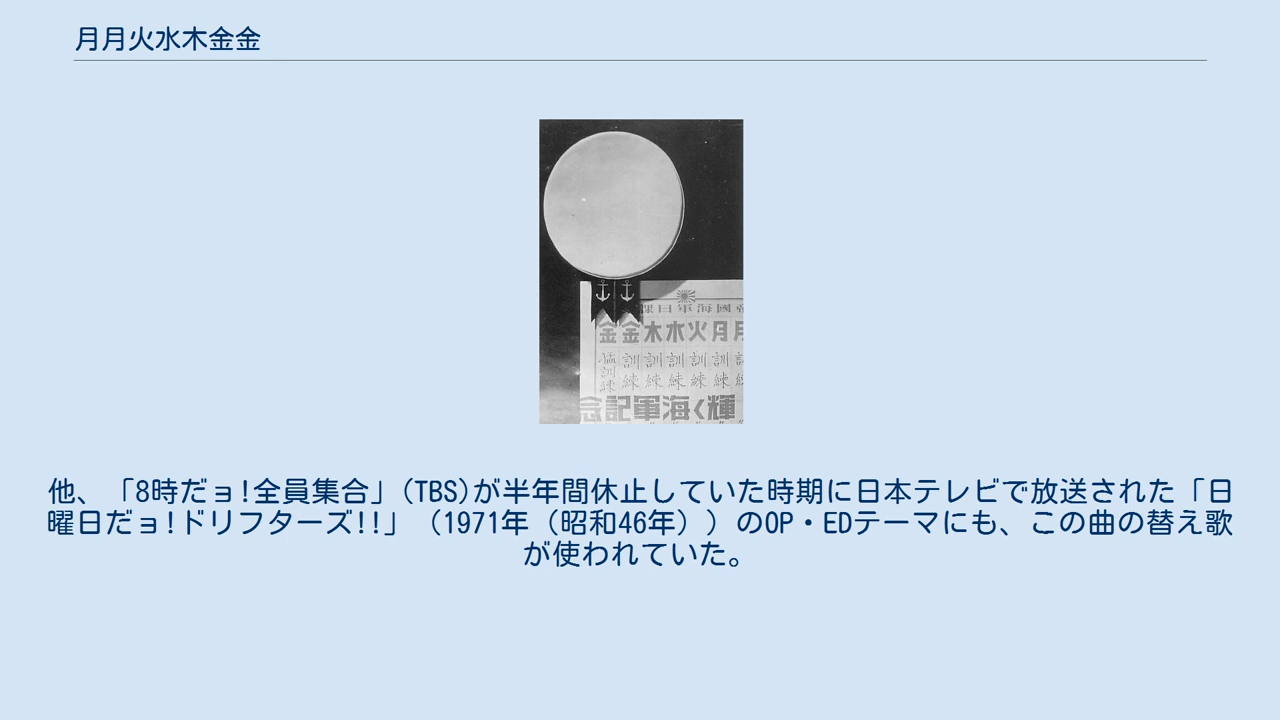 月月火水木金金
國海軍日課
月月火水木金金
訓練 訓練 訓練 訓練 訓練
輝く海軍記念
他、「8時だョ!全員集合」(TBS)が半年間休止していた時期に日本テレビで放送された「日
曜日だョ!ドリフターズ!!」（1971年（昭和46年））のOP・EDテーマにも、この曲の替え歌
が使われていた。